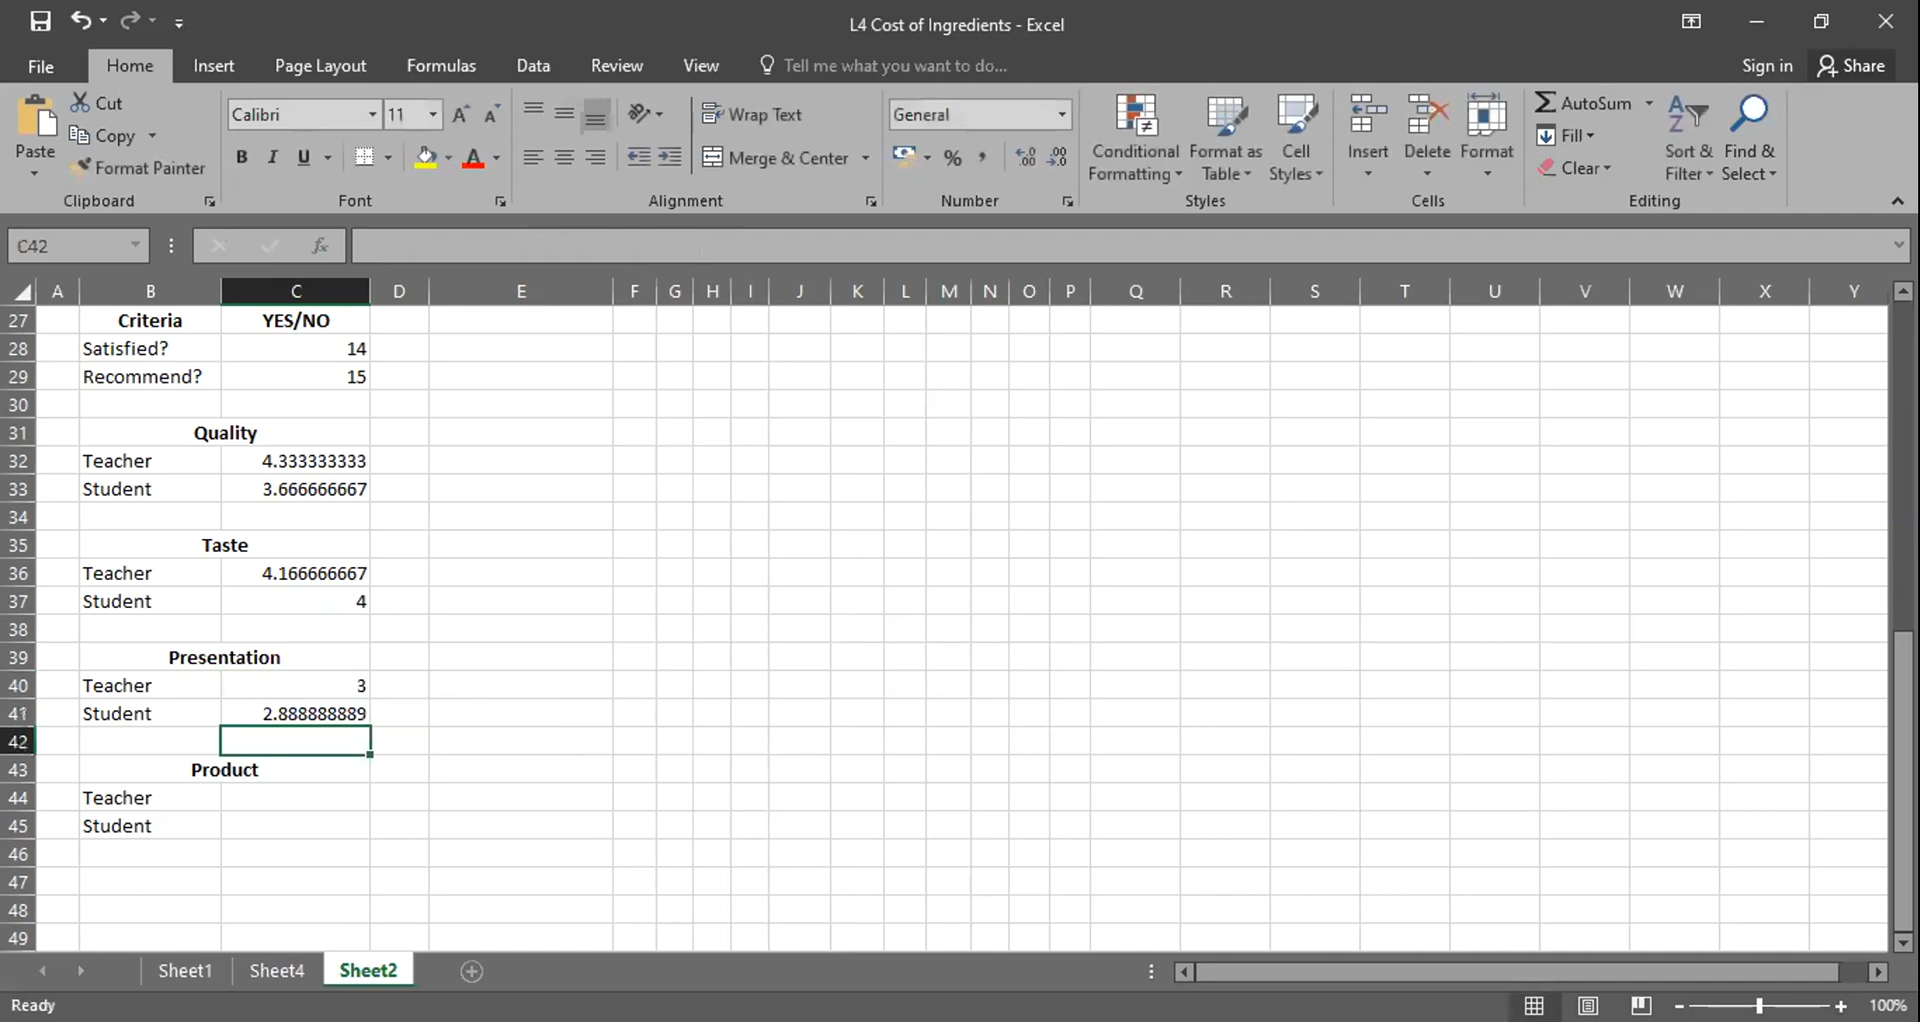 L4 Cost of Ingredients - Excel
File Home Insert Page Layout Formulas Data Review View Tell me what you want to do... Sign in Share
Paste
Cut
Copy
Format Painter
Clipboard
Calibri 11
B I U
Font
Wrap Text
Merge & Center
Alignment
General
Number
Conditional Formatting
Format as Table
Cell Styles
Styles
Insert
Delete
Format
Cells
AutoSum
Fill
Clear
Sort & Filter
Find & Select
Editing
C42 fx
A B C D E F G H I J K L M N O P Q R S T U V W X Y
27 Criteria YES/NO
28 Satisfied? 14
29 Recommend? 15
30
31 Quality
32 Teacher 4.333333333
33 Student 3.666666667
34
35 Taste
36 Teacher 4.166666667
37 Student 4
38
39 Presentation
40 Teacher 3
41 Student 2.888888889
42
43 Product
44 Teacher
45 Student
46
47
48
49
Sheet1 Sheet4 Sheet2
Ready 100%